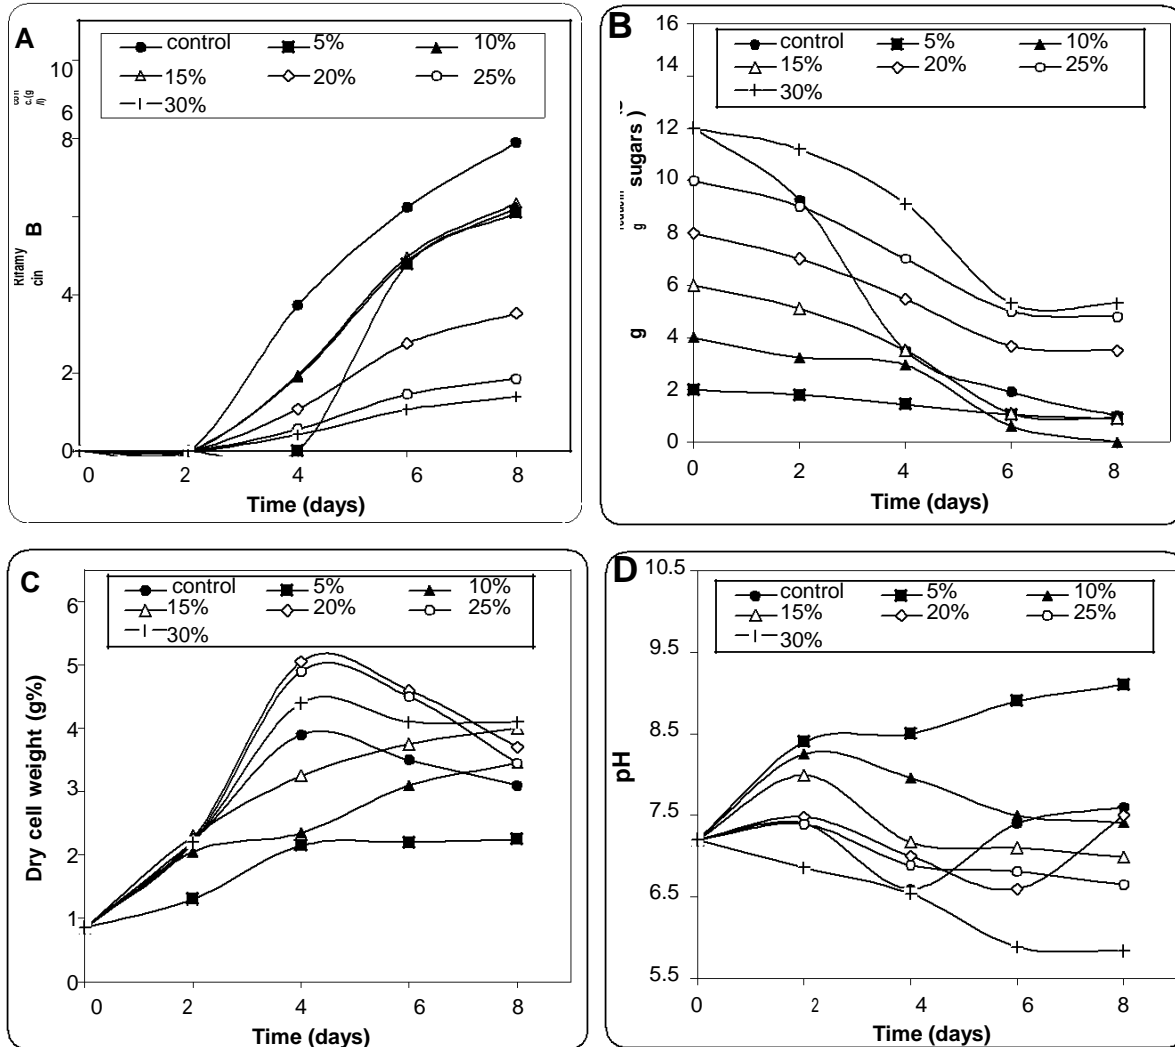 A
control 5% 10%
15% 20% 25%
30%
con
c.(g
/l)
B
Rifamy
cin
10
6
8
4
2
0
0 2 4 6 8
Time (days)
B
control 5% 10%
15% 20% 25%
30%
sugars )
g
g
16
14
12
10
8
6
4
2
0
0 2 4 6 8
Time (days)
C
control 5% 10%
15% 20% 25%
30%
Dry cell weight (g%)
6
5
4
3
2
1
0
0 2 4 6 8
Time (days)
D
control 5% 10%
15% 20% 25%
30%
pH
10.5
9.5
8.5
7.5
6.5
5.5
0 2 4 6 8
Time (days)